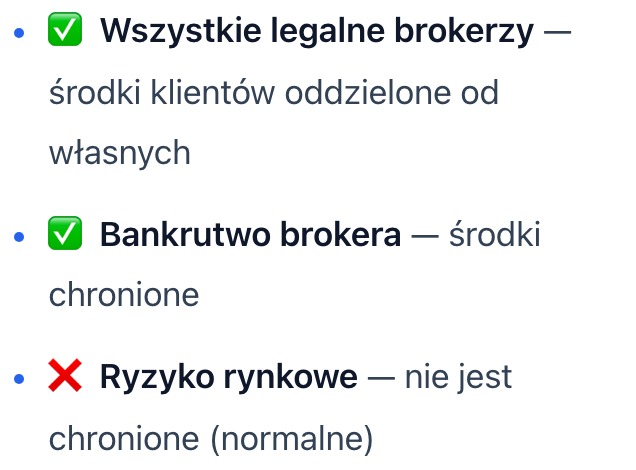 • ✅ Wszystkie legalne brokerzy —
środki klientów oddzielone od
własnych
• ✅ Bankrutwo brokera — środki
chronione
• ❌ Ryzyko rynkowe — nie jest
chronione (normalne)